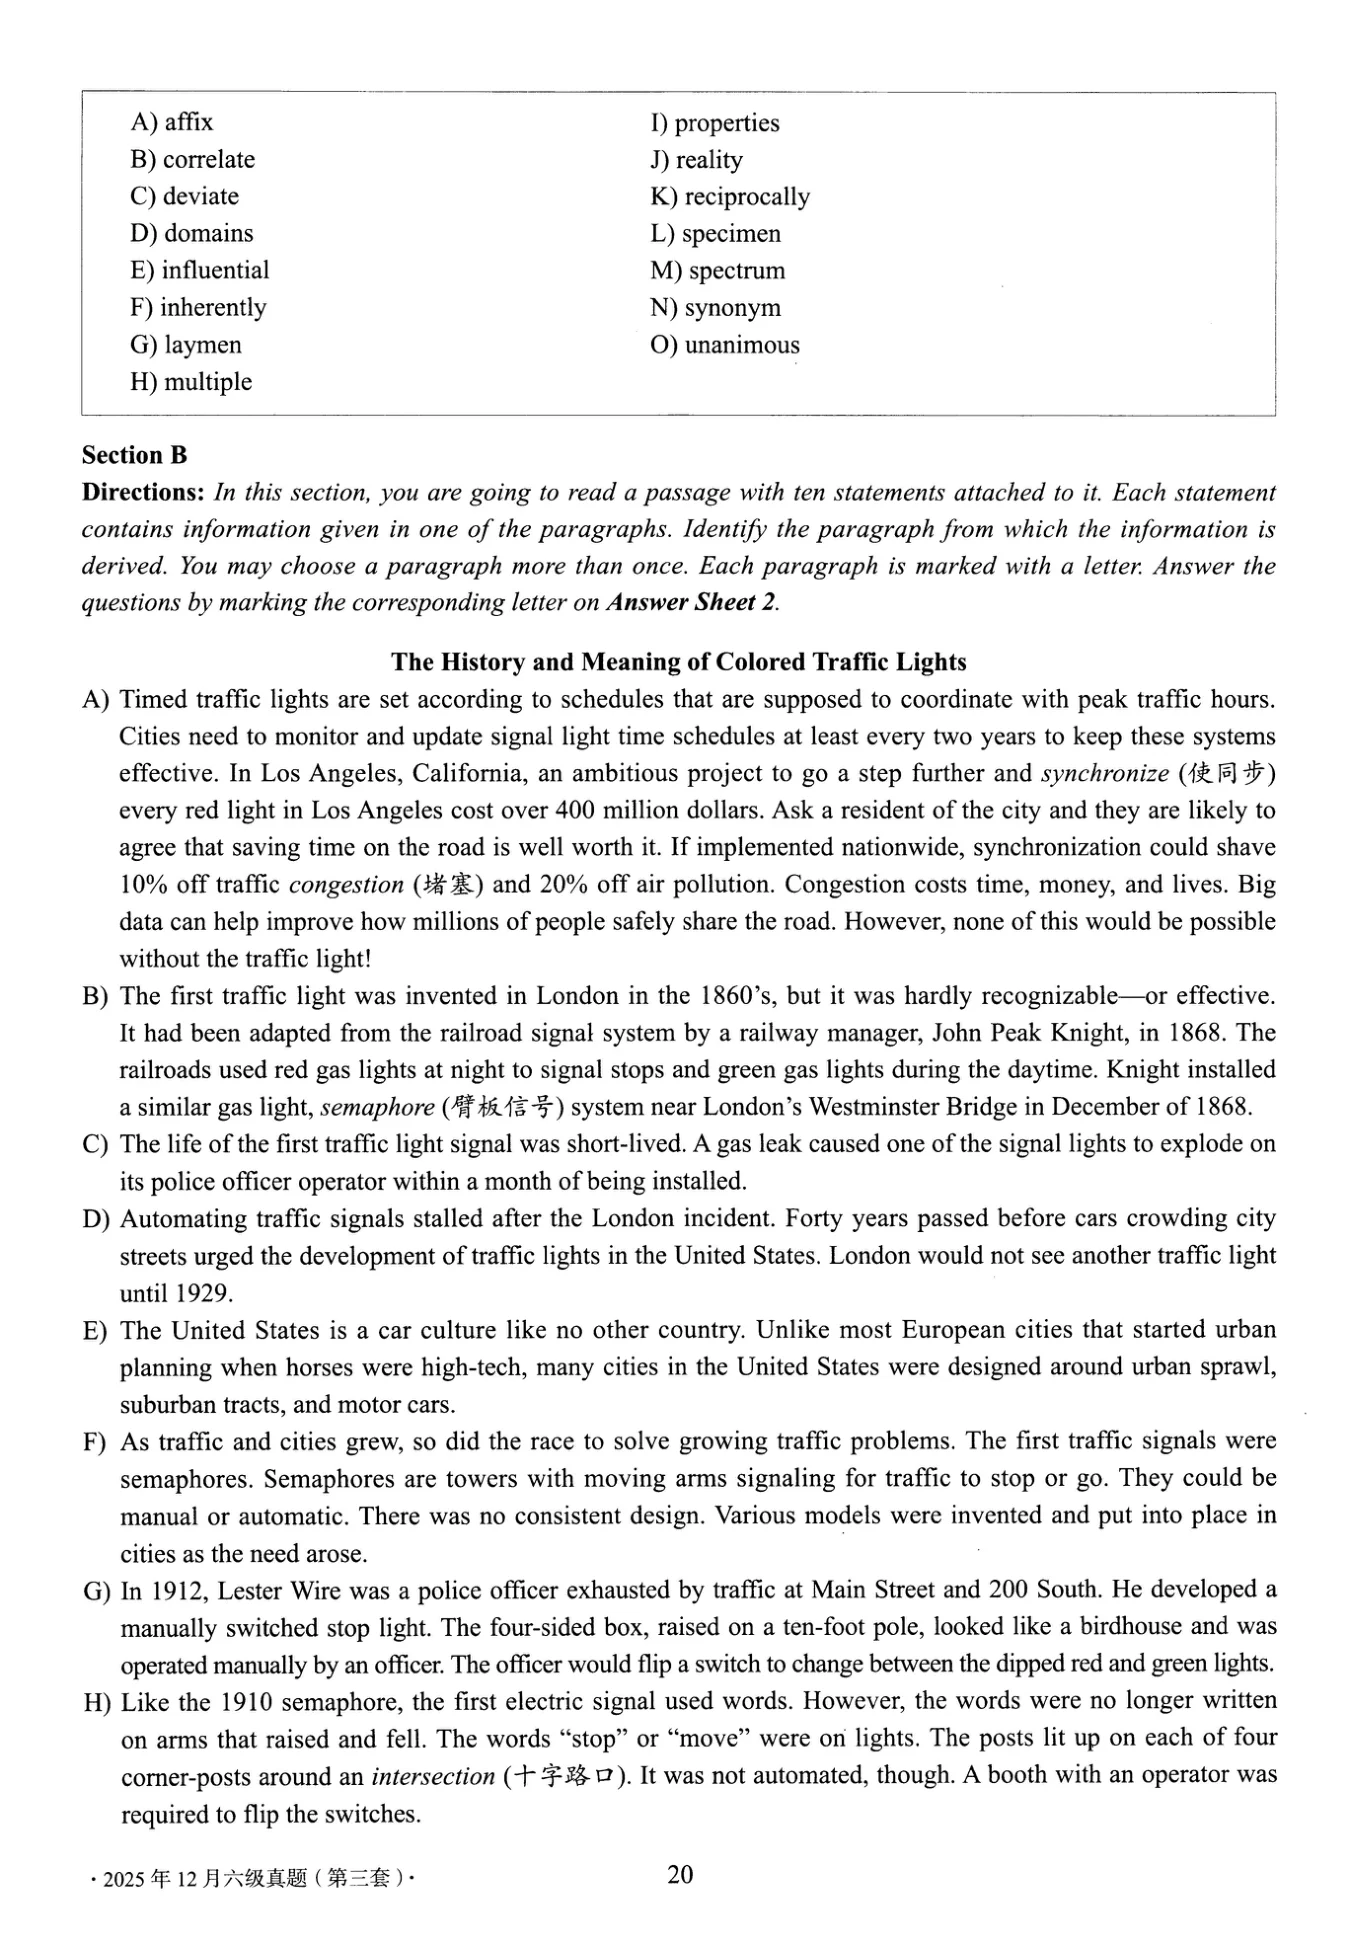 A) affix
B) correlate
C) deviate
D) domains
E) influential
F) inherently
G) laymen
H) multiple
I) properties
J) reality
K) reciprocally
L) specimen
M) spectrum
N) synonym
O) unanimous
Section B
Directions: In this section, you are going to read a passage with ten statements attached to it. Each statement
contains information given in one of the paragraphs. Identify the paragraph from which the information is
derived. You may choose a paragraph more than once. Each paragraph is marked with a letter. Answer the
questions by marking the corresponding letter on Answer Sheet 2.
The History and Meaning of Colored Traffic Lights
A) Timed traffic lights are set according to schedules that are supposed to coordinate with peak traffic hours.
Cities need to monitor and update signal light time schedules at least every two years to keep these systems
effective. In Los Angeles, California, an ambitious project to go a step further and synchronize (使同步)
every red light in Los Angeles cost over 400 million dollars. Ask a resident of the city and they are likely to
agree that saving time on the road is well worth it. If implemented nationwide, synchronization could shave
10% off traffic congestion (堵塞) and 20% off air pollution. Congestion costs time, money, and lives. Big
data can help improve how millions of people safely share the road. However, none of this would be possible
without the traffic light!
B) The first traffic light was invented in London in the 1860's, but it was hardly recognizable—or effective.
It had been adapted from the railroad signal system by a railway manager, John Peak Knight, in 1868. The
railroads used red gas lights at night to signal stops and green gas lights during the daytime. Knight installed
a similar gas light, semaphore (臂板信号) system near London's Westminster Bridge in December of 1868.
C) The life of the first traffic light signal was short-lived. A gas leak caused one of the signal lights to explode on
its police officer operator within a month of being installed.
D) Automating traffic signals stalled after the London incident. Forty years passed before cars crowding city
streets urged the development of traffic lights in the United States. London would not see another traffic light
until 1929.
E) The United States is a car culture like no other country. Unlike most European cities that started urban
planning when horses were high-tech, many cities in the United States were designed around urban sprawl,
suburban tracts, and motor cars.
F) As traffic and cities grew, so did the race to solve growing traffic problems. The first traffic signals were
semaphores. Semaphores are towers with moving arms signaling for traffic to stop or go. They could be
manual or automatic. There was no consistent design. Various models were invented and put into place in
cities as the need arose.
G) In 1912, Lester Wire was a police officer exhausted by traffic at Main Street and 200 South. He developed a
manually switched stop light. The four-sided box, raised on a ten-foot pole, looked like a birdhouse and was
operated manually by an officer. The officer would flip a switch to change between the dipped red and green lights.
H) Like the 1910 semaphore, the first electric signal used words. However, the words were no longer written
on arms that raised and fell. The words “stop” or “move” were on lights. The posts lit up on each of four
corner-posts around an intersection (十字路口). It was not automated, though. A booth with an operator was
required to flip the switches.
·2025年12月六级真题(第三套)·
20